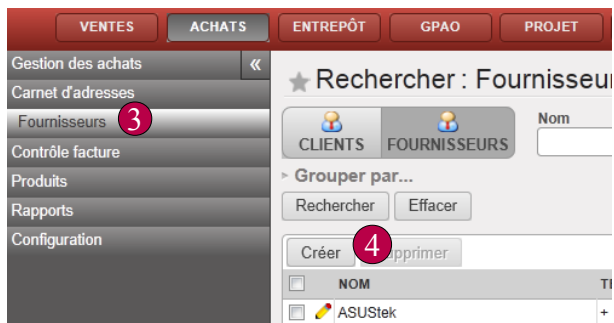 VENTES ACHATS ENTREPÔT GPAO PROJET
Gestion des achats «
Carnet d'adresses
Fournisseurs 3
Contrôle facture
Produits
Rapports
Configuration
Rechercher : Fournisseu
CLIENTS FOURNISSEURS Nom
Grouper par...
Rechercher Effacer
Créer 4 upprimer
NOM
ASUStek +